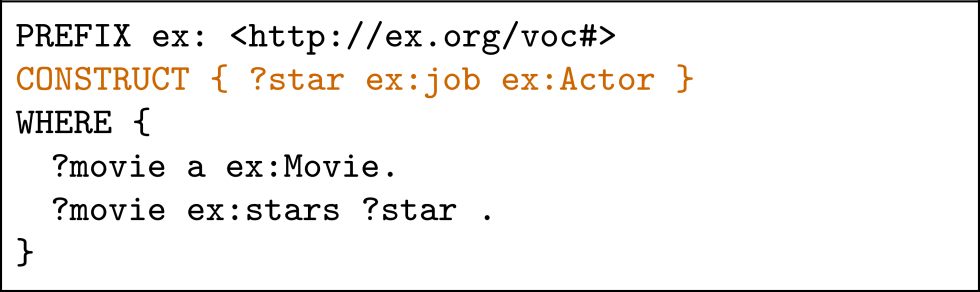 PREFIX ex: <http://ex.org/voc#>
CONSTRUCT { ?star ex:job ex:Actor }
WHERE {
  ?movie a ex:Movie.
  ?movie ex:stars ?star .
}